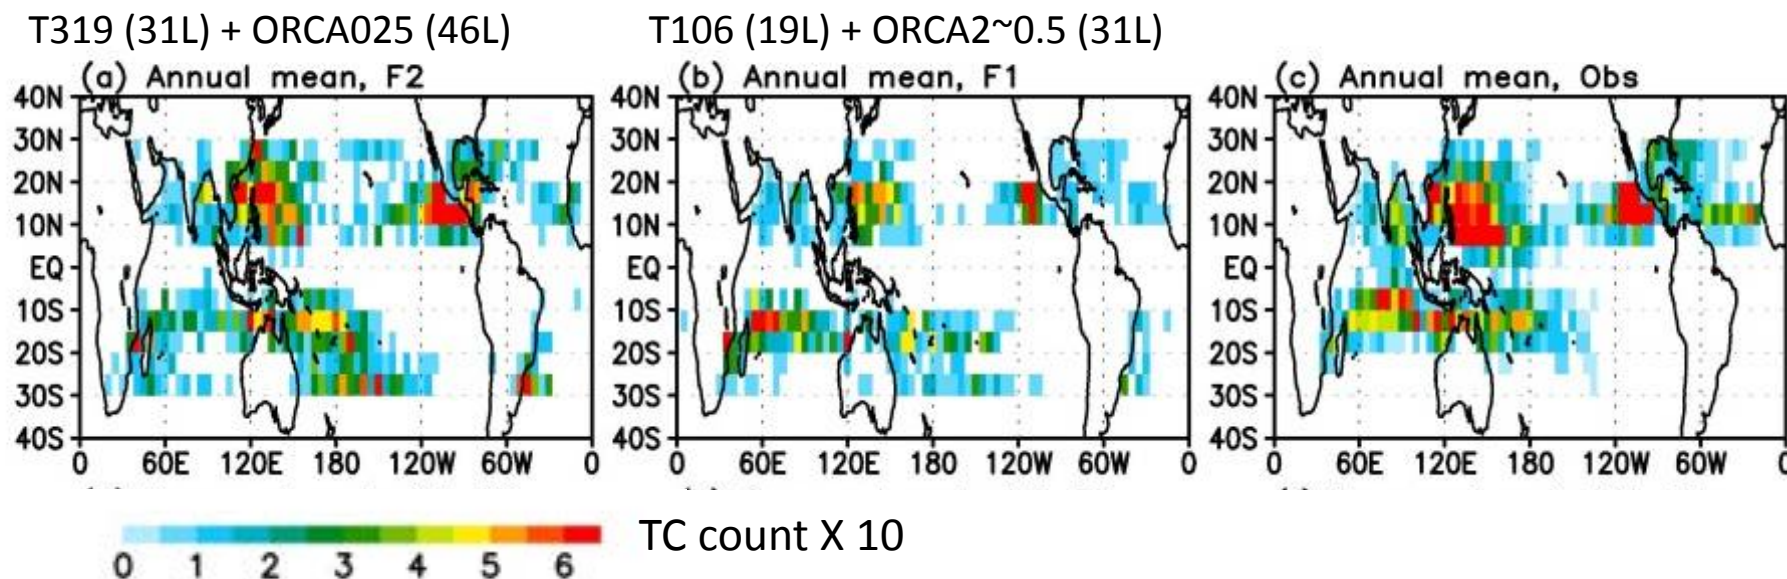 T319 (31L) + ORCA025 (46L)
T106 (19L) + ORCA2~0.5 (31L)
(a) Annual mean, F2
(b) Annual mean, F1
(c) Annual mean, Obs
40N
30N
20N
10N
EQ
10S
20S
30S
40S
0 60E 120E 180 120W 60W 0
40N
30N
20N
10N
EQ
10S
20S
30S
40S
0 60E 120E 180 120W 60W 0
40N
30N
20N
10N
EQ
10S
20S
30S
40S
0 60E 120E 180 120W 60W 0
TC count X 10
0 1 2 3 4 5 6